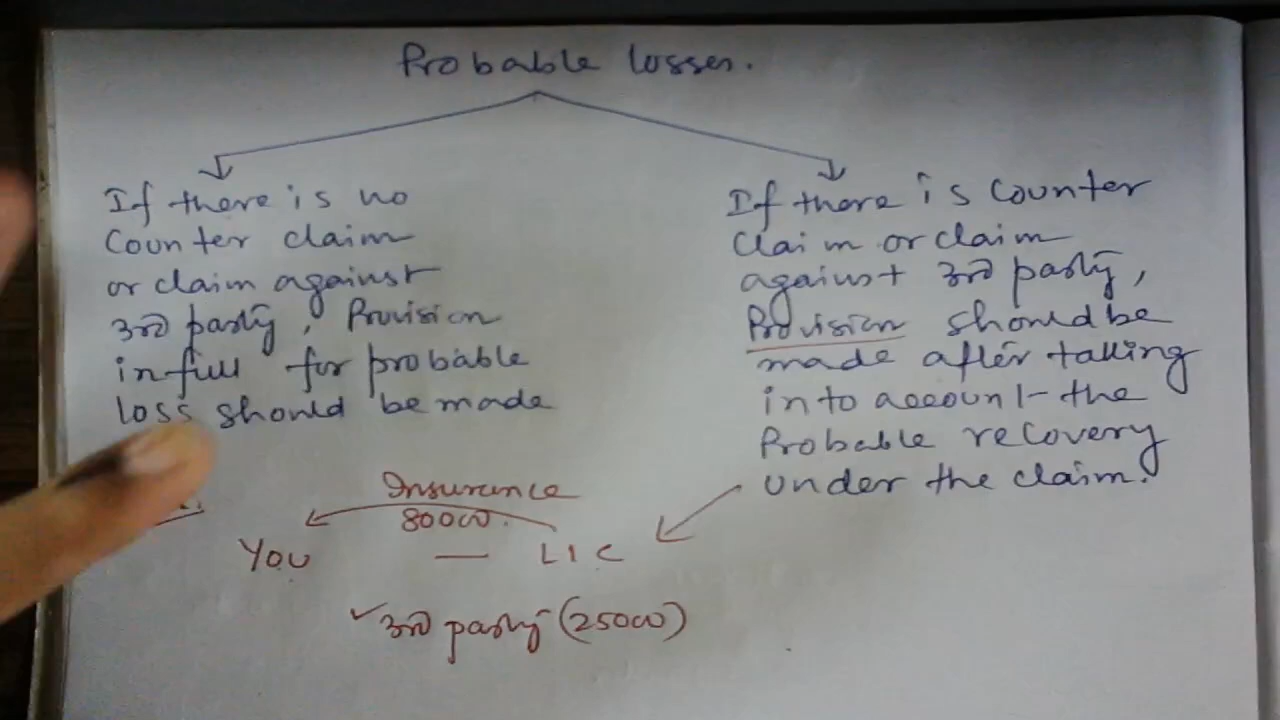 Probable losses.
If there is no
Counter claim
or claim against
3rd party, Provision
in full for probable
loss should be made
If there is Counter
Claim or claim
against 3rd party,
Provision should be
made after taking
into account the
Probable recovery
under the claim.
Insurance
80000.
YOU — LIC
3rd party (25000)